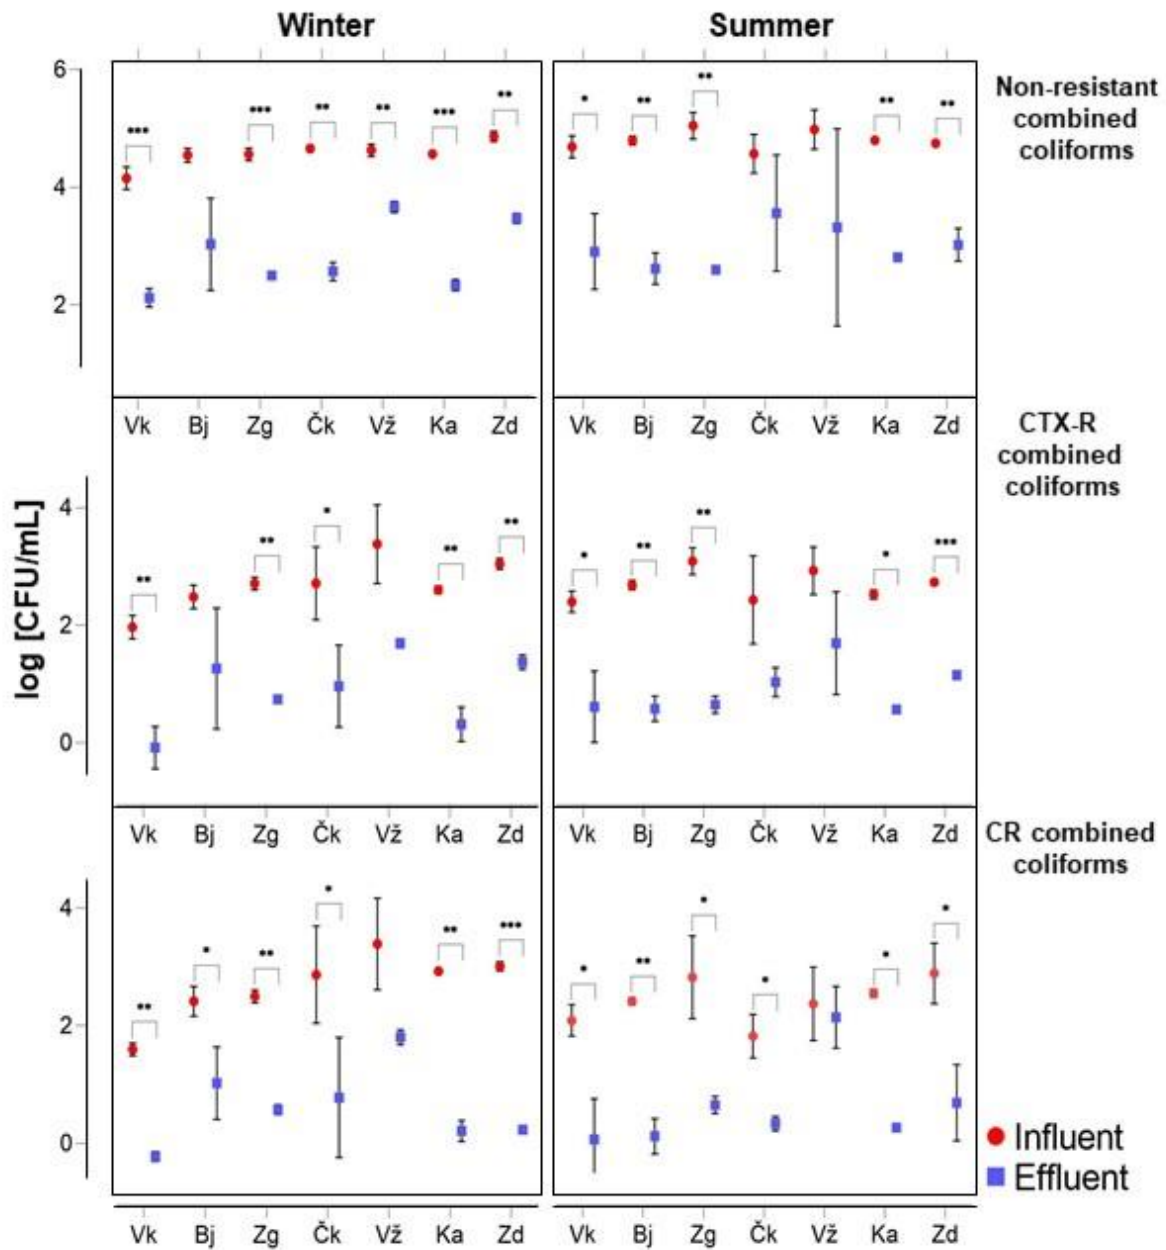 Winter
Summer
Non-resistant
combined
coliforms
6
4
2
*** *** ** ** *** **
* ** ** ** **
Vk Bj Zg Čk Vž Ka Zd
Vk Bj Zg Čk Vž Ka Zd
CTX-R
combined
coliforms
log [CFU/mL]
4
2
0
** ** * ** **
* ** ** * ***
Vk Bj Zg Čk Vž Ka Zd
Vk Bj Zg Čk Vž Ka Zd
CR combined
coliforms
4
2
0
** * ** * ** ***
* ** * * * *
Influent
Effluent
Vk Bj Zg Čk Vž Ka Zd
Vk Bj Zg Čk Vž Ka Zd